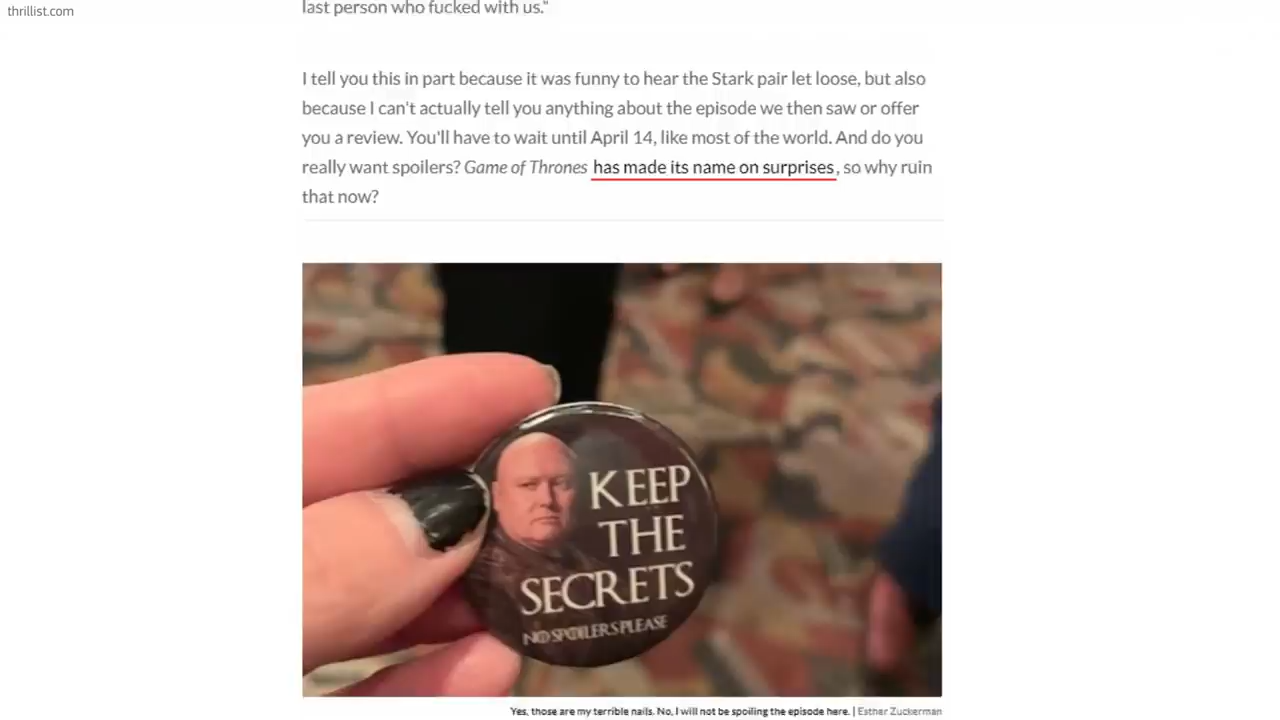 thrillist.com
last person who fucked with us."
I tell you this in part because it was funny to hear the Stark pair let loose, but also
because I can't actually tell you anything about the episode we then saw or offer
you a review. You'll have to wait until April 14, like most of the world. And do you
really want spoilers? Game of Thrones has made its name on surprises, so why ruin
that now?
KEEP
THE
SECRETS
NO SPOILERS PLEASE
Yes, those are my terrible nails. No, I will not be spoiling the episode here. | Esther Zuckerman